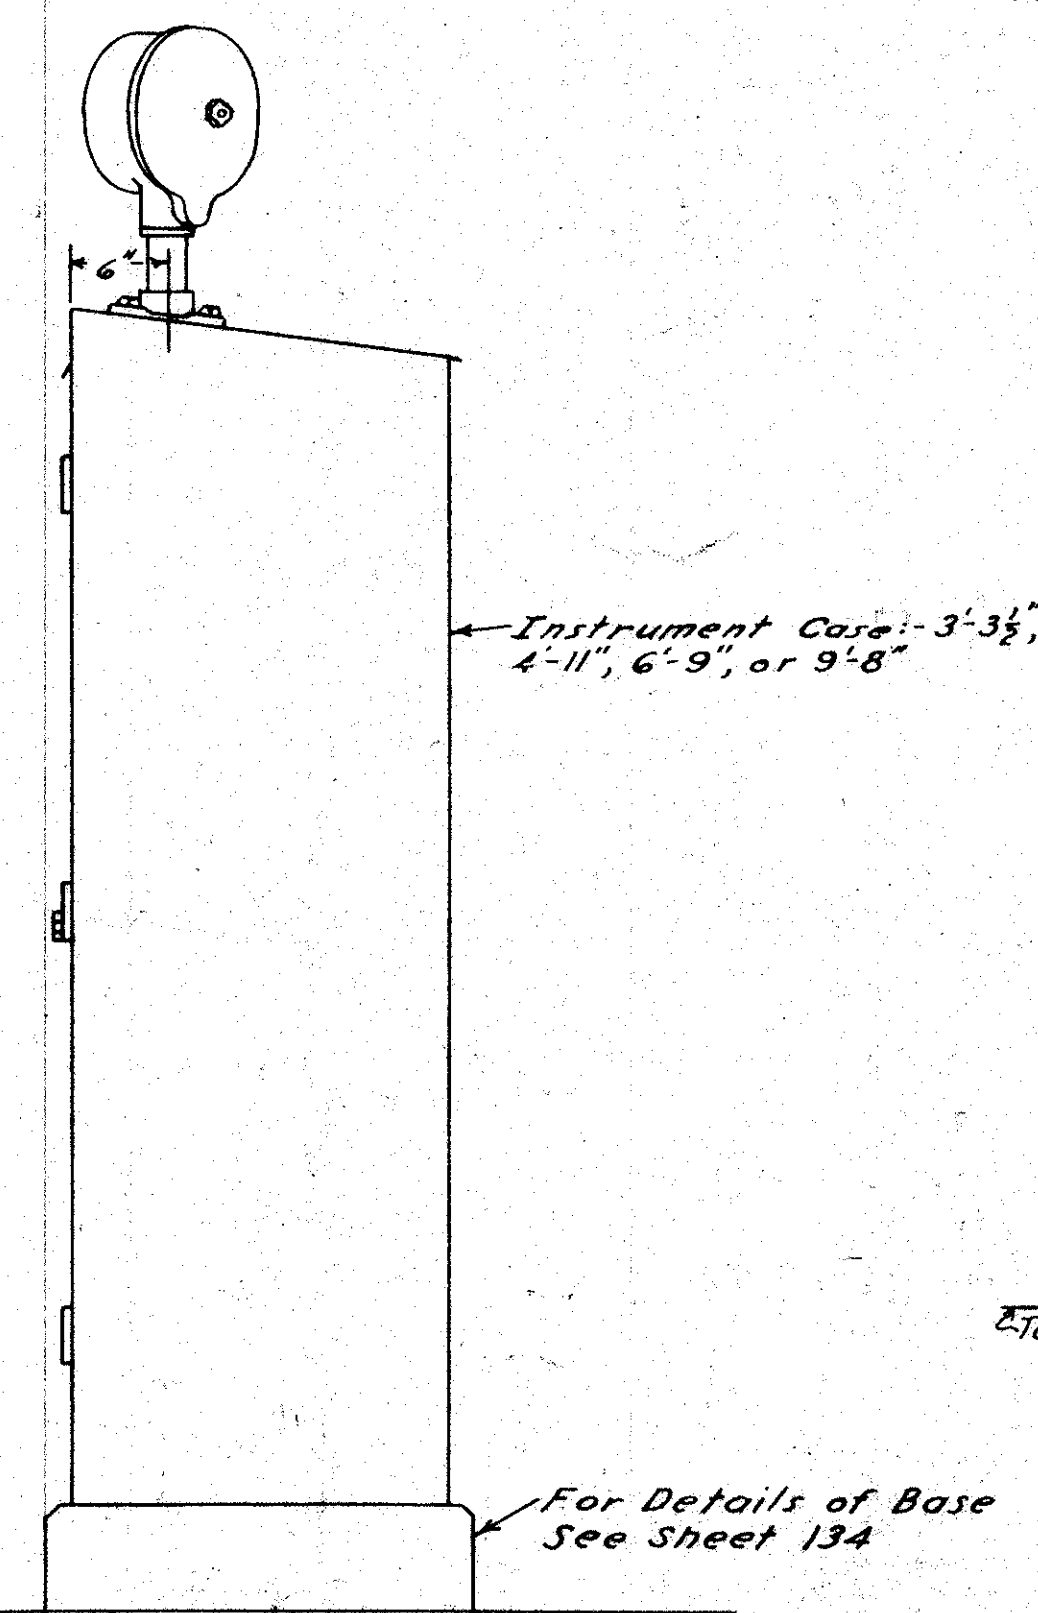 6"
Instrument Case:- 3'-3½",
4'-11", 6'-9", or 9'-8"
For Details of Base
See Sheet 134